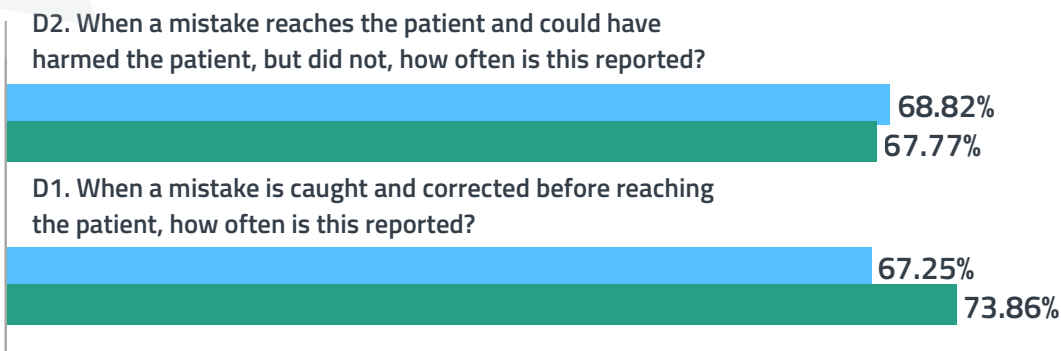 D2. When a mistake reaches the patient and could have
harmed the patient, but did not, how often is this reported?
68.82%
67.77%
D1. When a mistake is caught and corrected before reaching
the patient, how often is this reported?
67.25%
73.86%